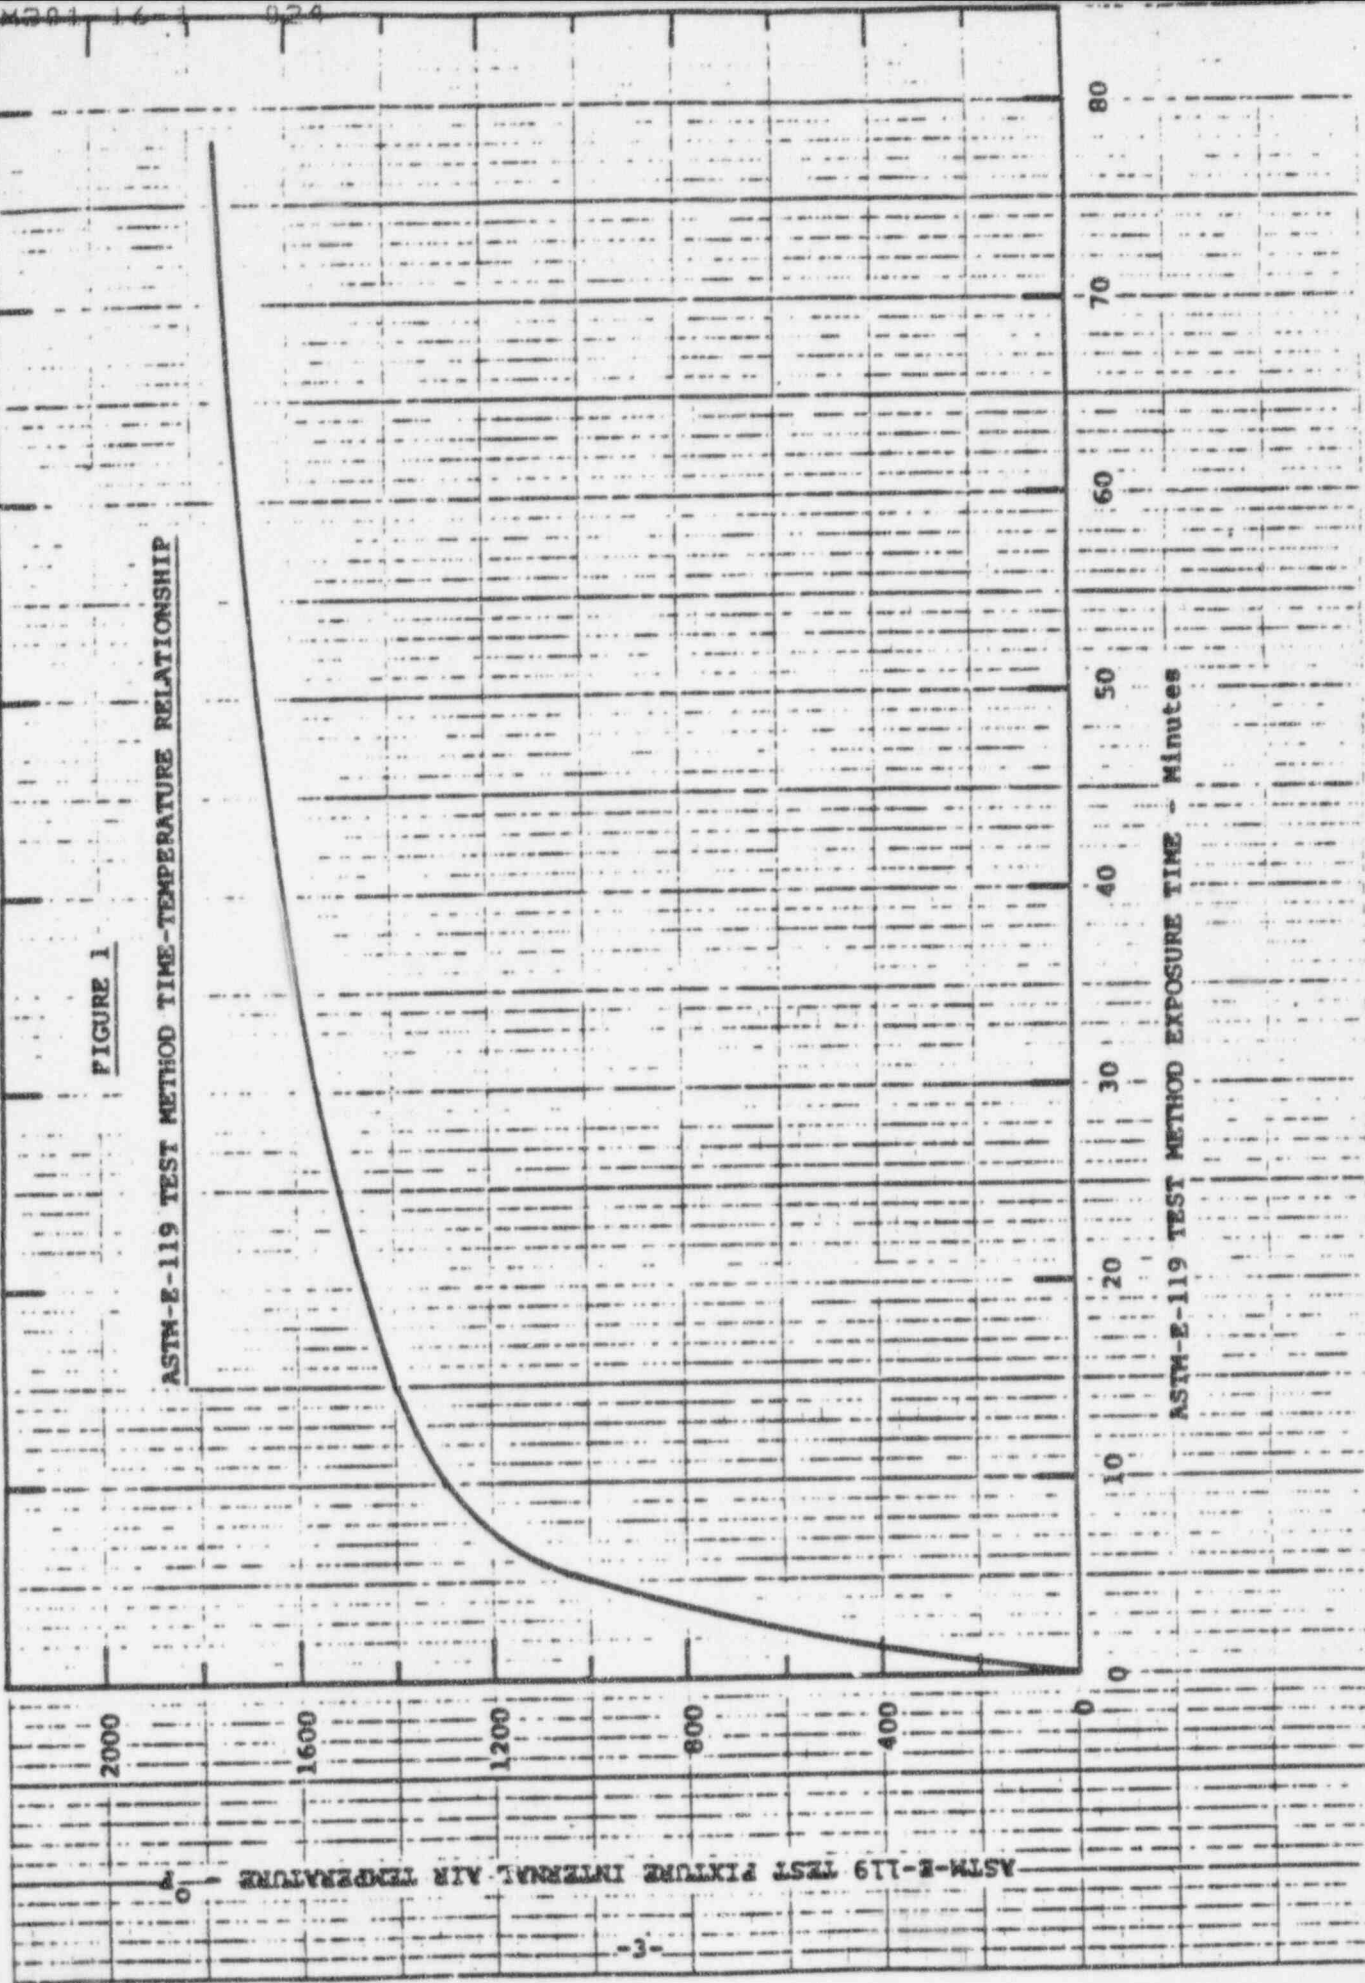 FIGURE 1
ASTM-E-119 TEST METHOD TIME-TEMPERATURE RELATIONSHIP
2000
1600
1200
800
400
0
ASTM-E-119 TEST FIXTURE INTERNAL AIR TEMPERATURE - °F
0 10 20 30 40 50 60 70 80
ASTM-E-119 TEST METHOD EXPOSURE TIME - Minutes
-3-